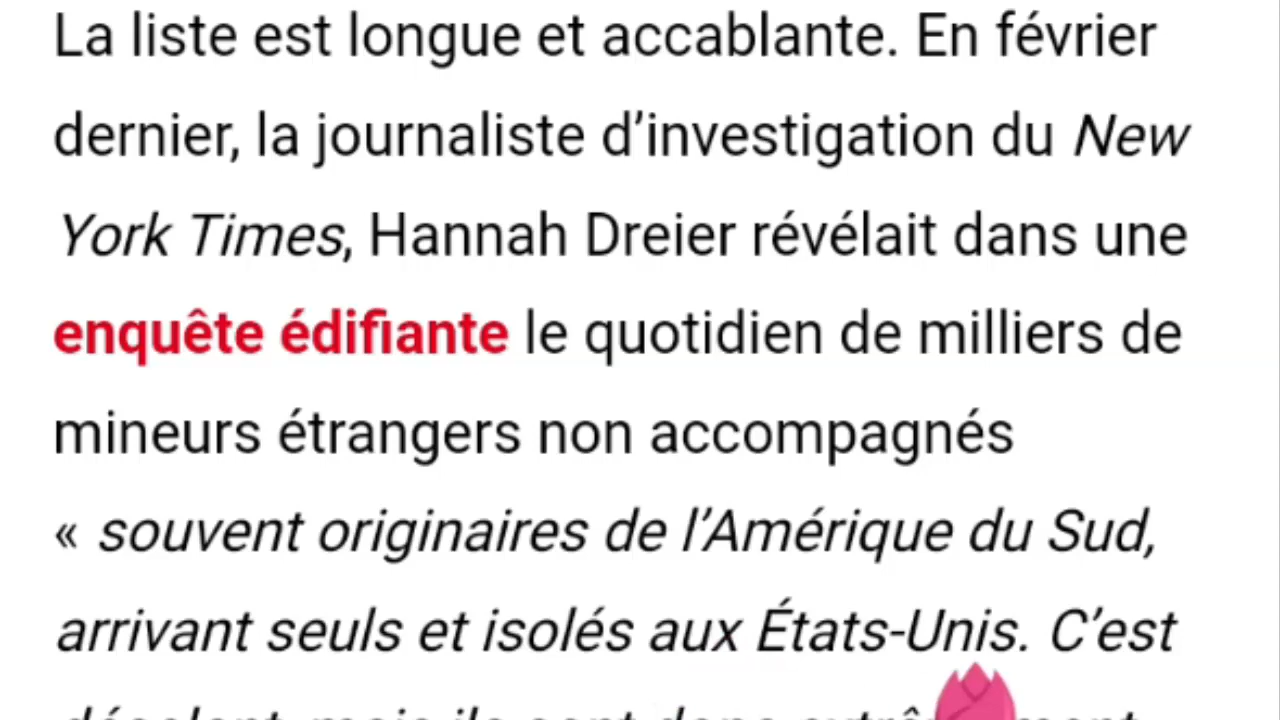 La liste est longue et accablante. En février
dernier, la journaliste d’investigation du New
York Times, Hannah Dreier révélait dans une
enquête édifiante le quotidien de milliers de
mineurs étrangers non accompagnés
« souvent originaires de l’Amérique du Sud,
arrivant seuls et isolés aux États-Unis. C’est